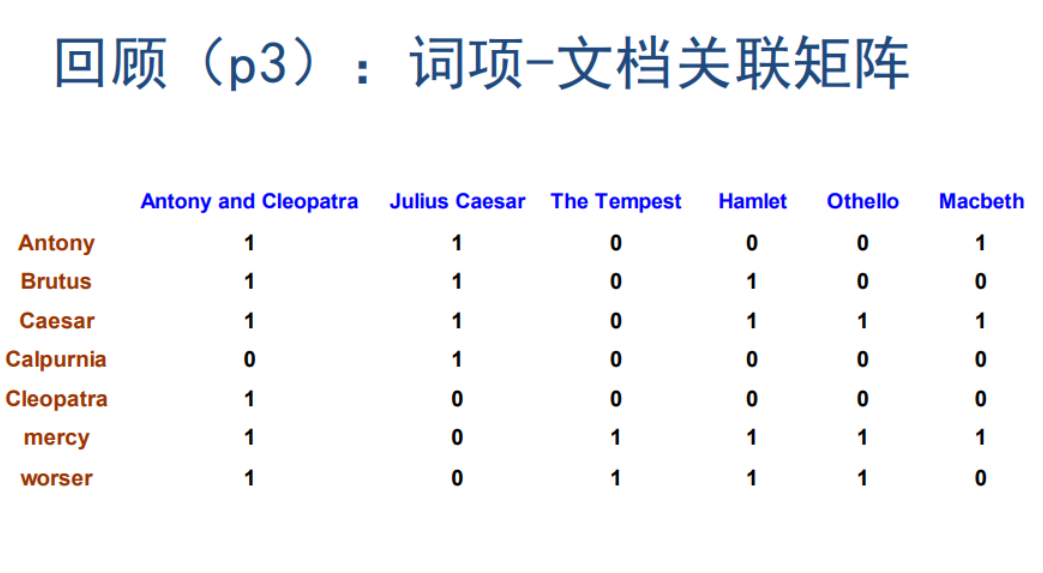 回顾（p3）：词项-文档关联矩阵
Antony and Cleopatra Julius Caesar The Tempest Hamlet Othello Macbeth
Antony 1 1 0 0 0 1
Brutus 1 1 0 1 0 0
Caesar 1 1 0 1 1 1
Calpurnia 0 1 0 0 0 0
Cleopatra 1 0 0 0 0 0
mercy 1 0 1 1 1 1
worser 1 0 1 1 1 0